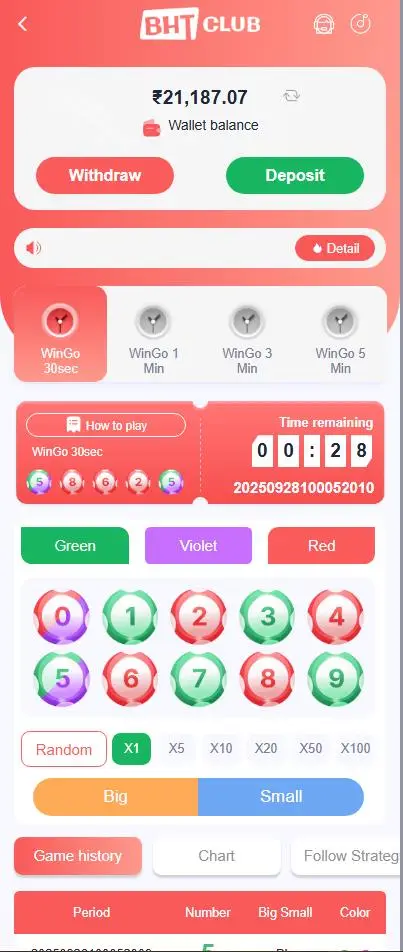 BHT CLUB
₹21,187.07
Wallet balance
Withdraw
Deposit
Detail
WinGo 30sec
WinGo 1 Min
WinGo 3 Min
WinGo 5 Min
How to play
Time remaining
WinGo 30sec
0 0 : 2 8
5 8 6 2 5
20250928100052010
Green Violet Red
0 1 2 3 4
5 6 7 8 9
Random X1 X5 X10 X20 X50 X100
Big Small
Game history Chart Follow Strateg
Period Number Big Small Color